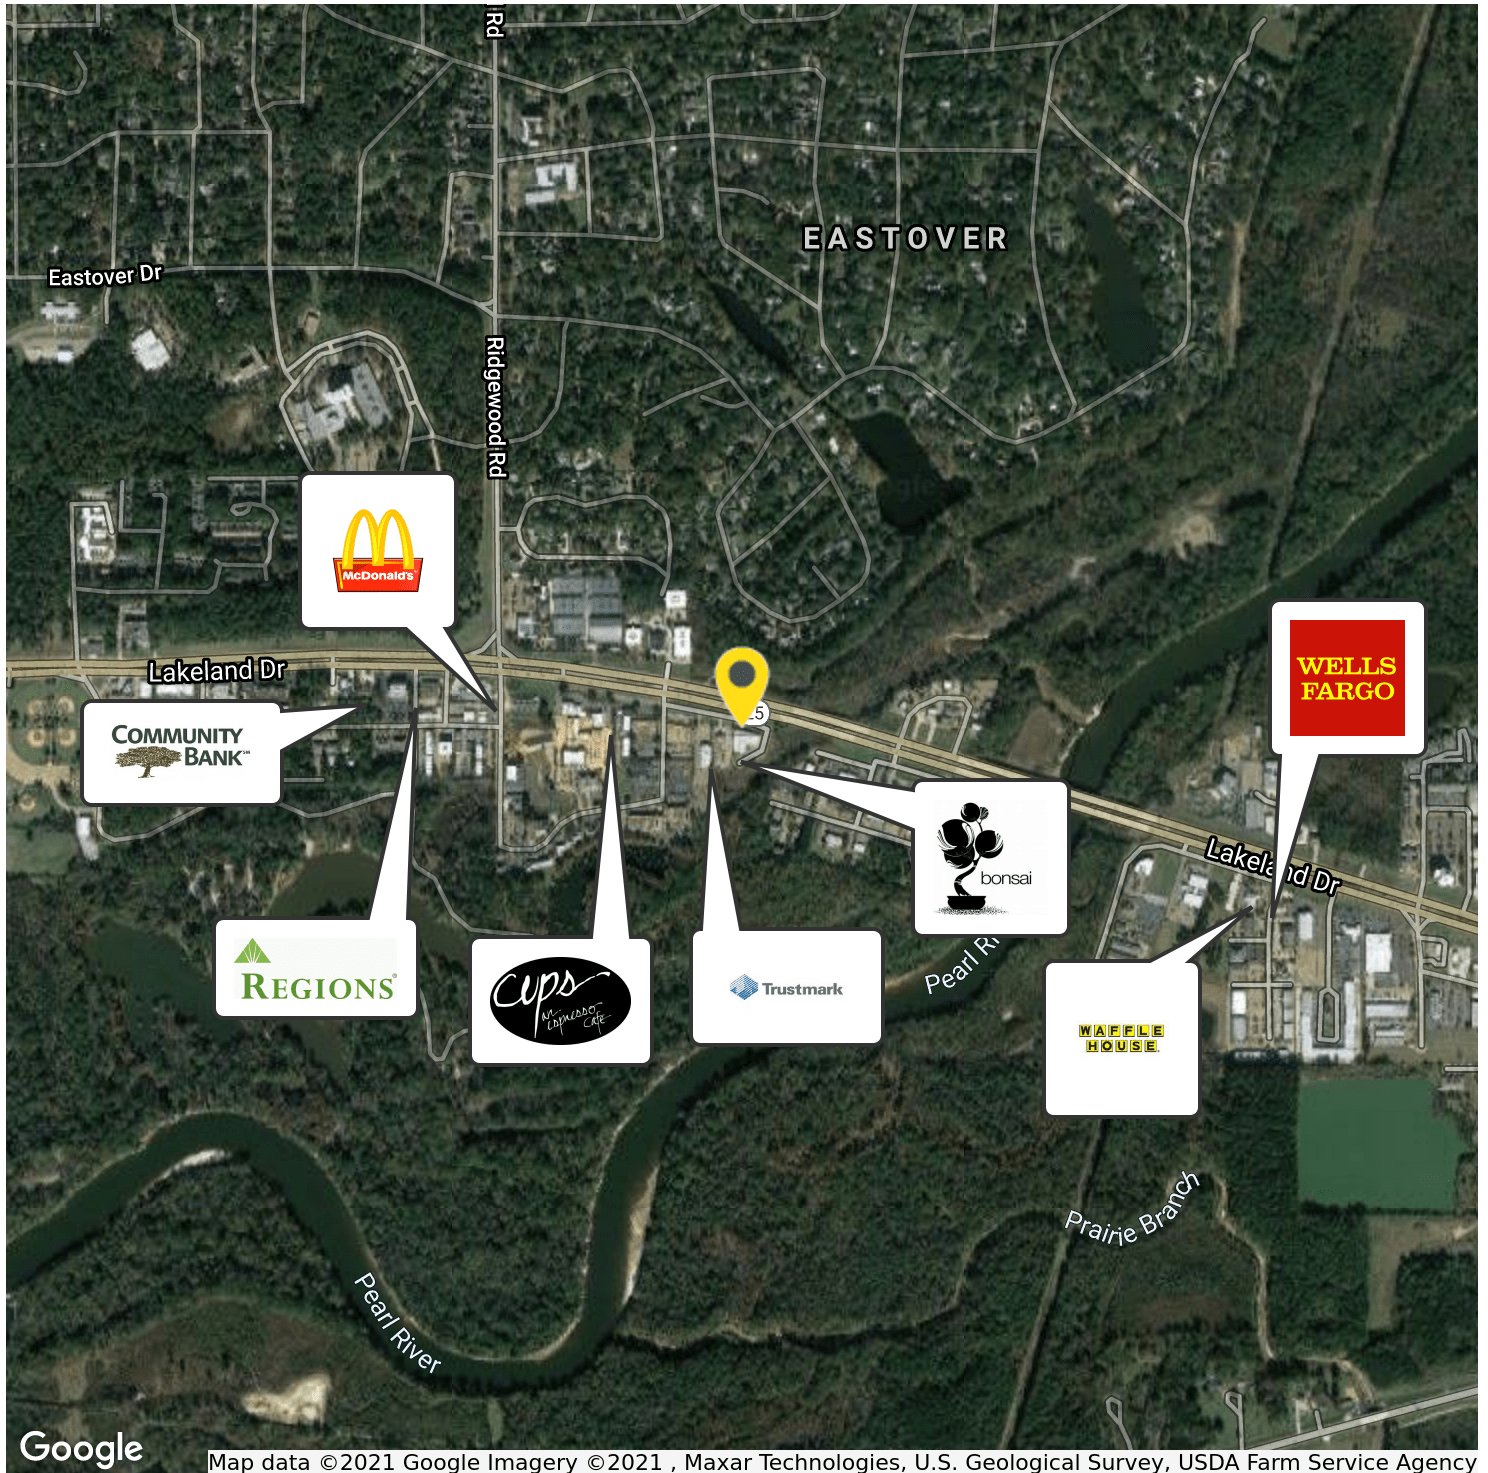 Rd
EASTOVER
Eastover Dr
Ridgewood Rd
McDonald's
Lakeland Dr
WELLS
FARGO
25
COMMUNITY
BANK
bonsai
Lakeland Dr
REGIONS
cups
an
espresso
café
Trustmark
Pearl Ri
WAFFLE
HOUSE
Prairie Branch
Pearl River
Google
Map data ©2021 Google Imagery ©2021 , Maxar Technologies, U.S. Geological Survey, USDA Farm Service Agency